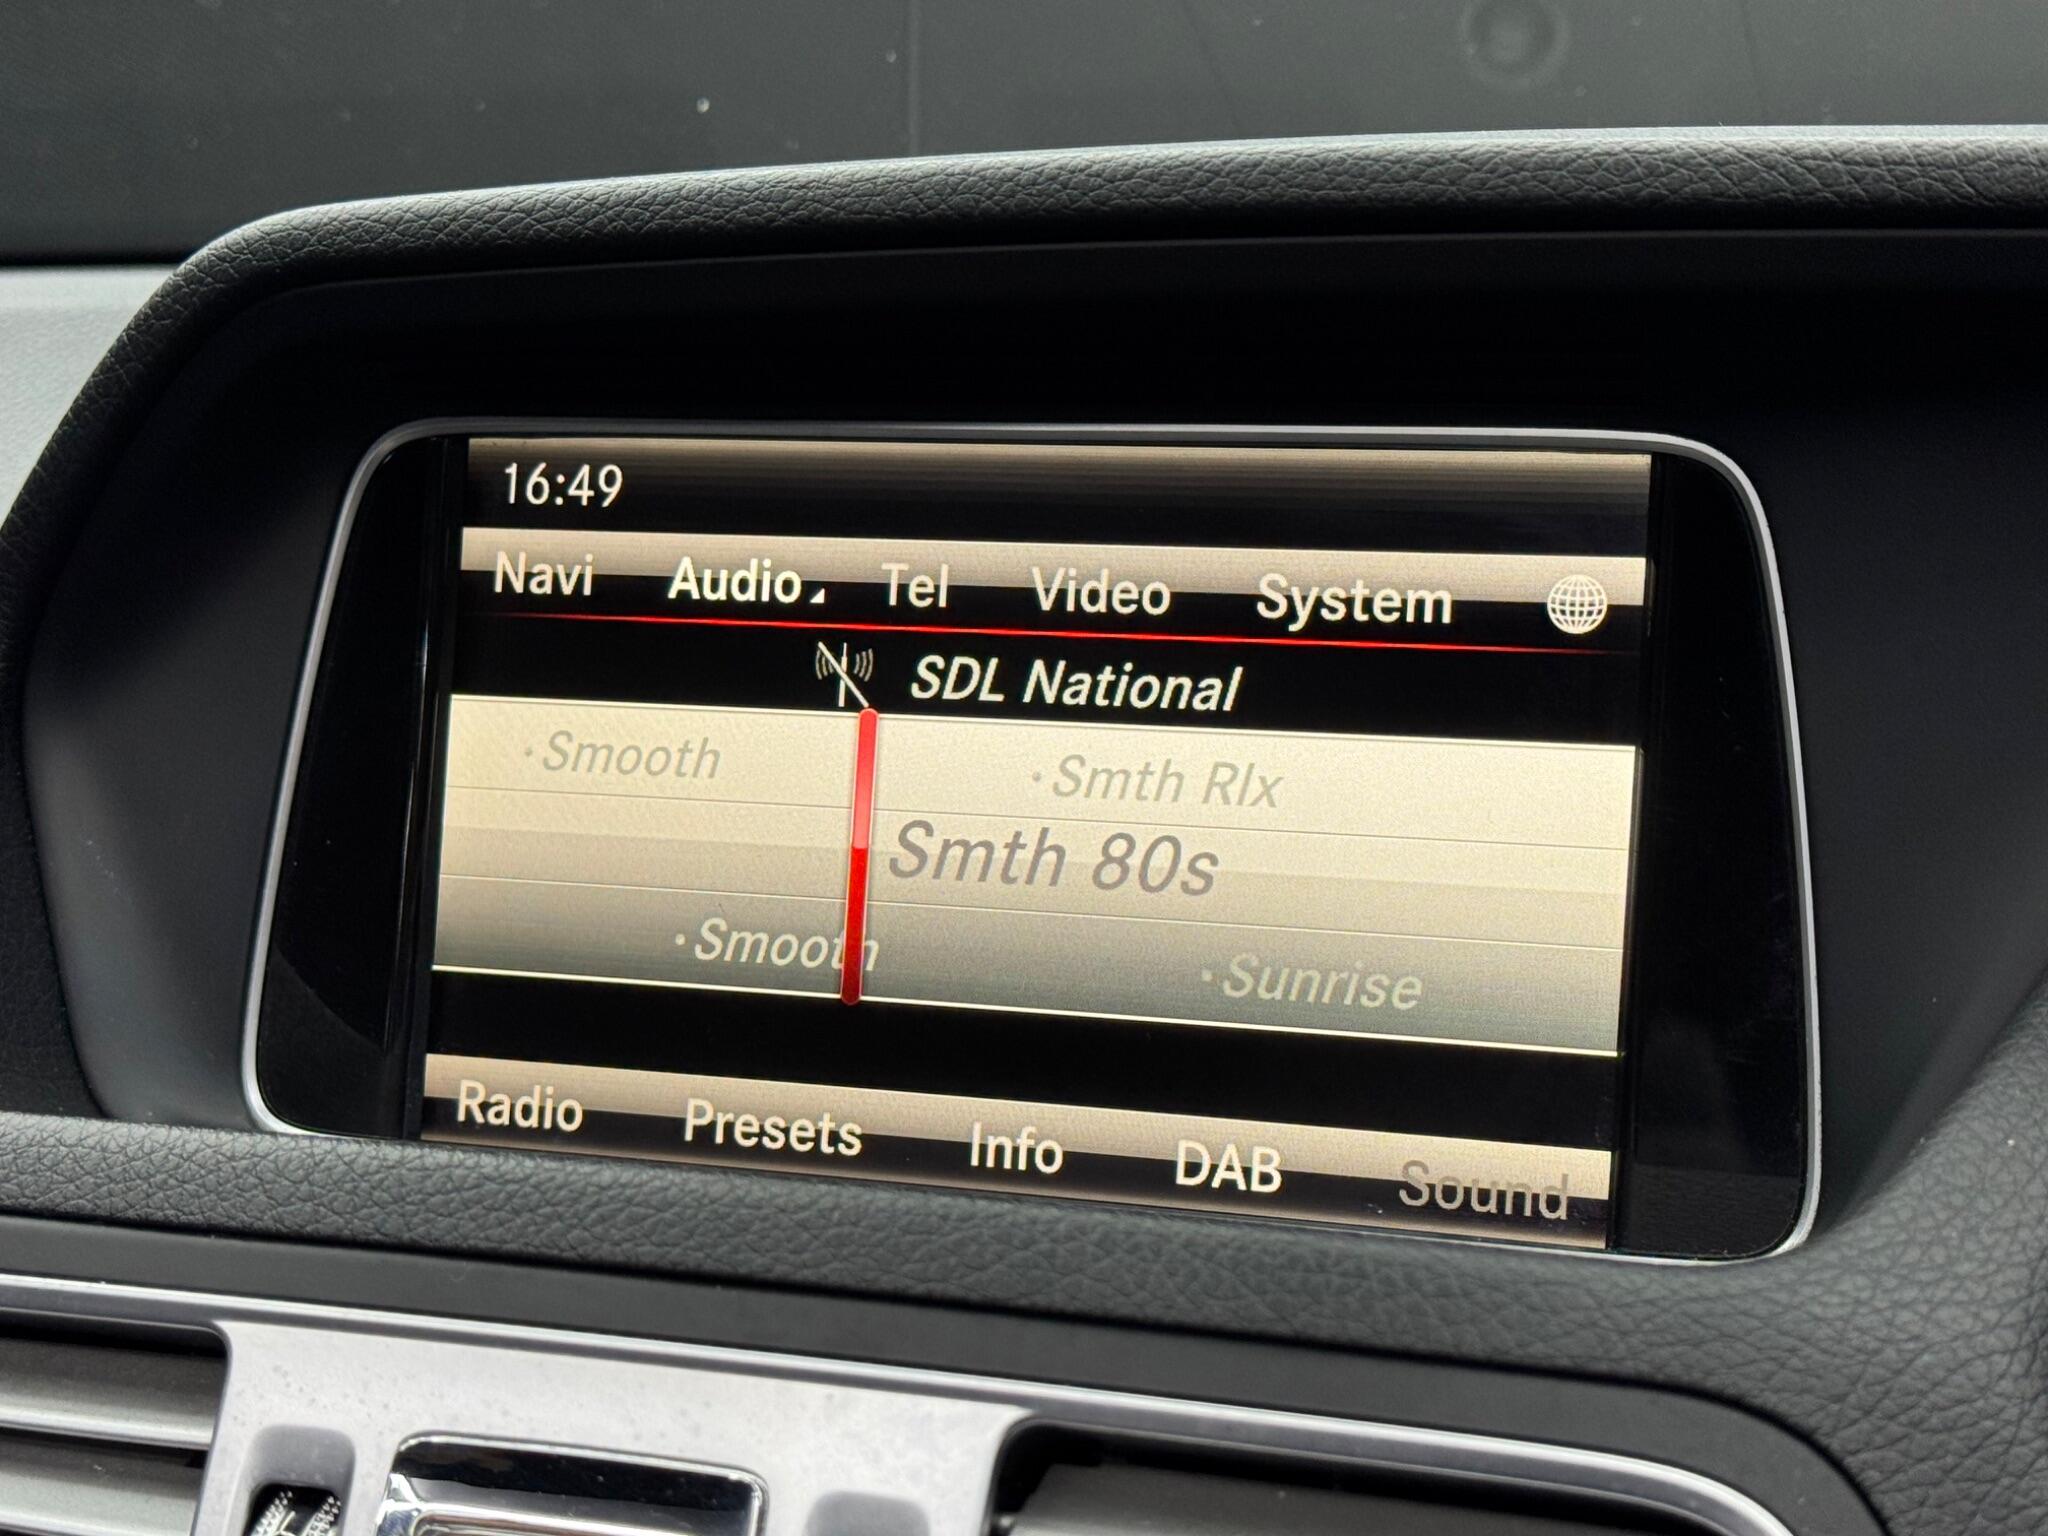 16:49
Navi Audio Tel Video System
SDL National
·Smooth ·Smth Rlx
Smth 80s
·Smooth ·Sunrise
Radio Presets Info DAB Sound